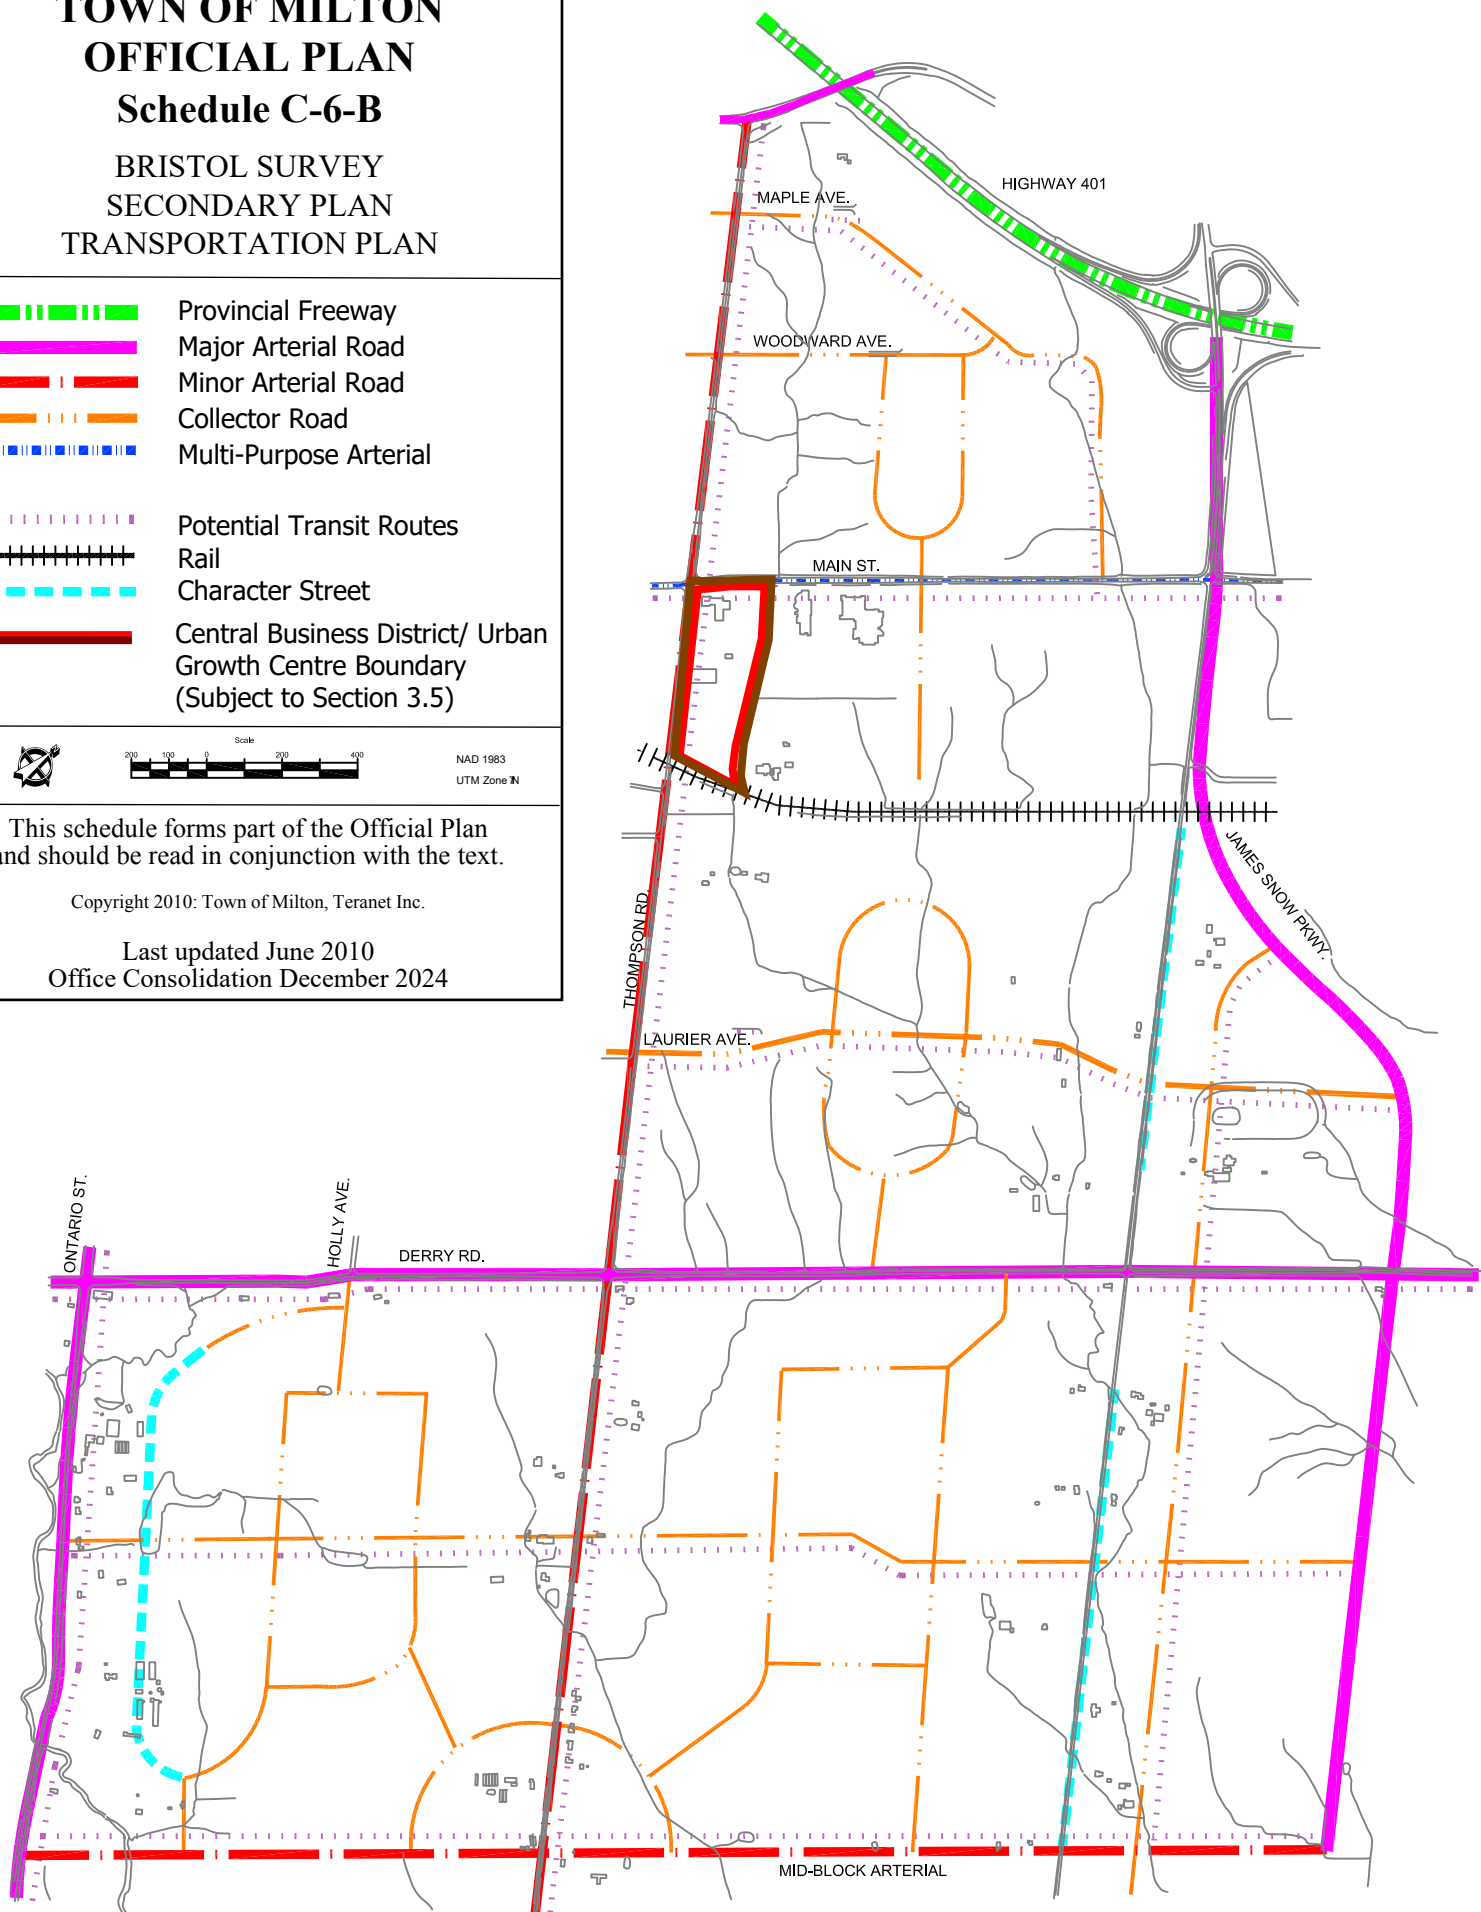 TOWN OF MILTON
OFFICIAL PLAN
Schedule C-6-B
BRISTOL SURVEY
SECONDARY PLAN
TRANSPORTATION PLAN
Provincial Freeway
Major Arterial Road
Minor Arterial Road
Collector Road
Multi-Purpose Arterial
Potential Transit Routes
Rail
Character Street
Central Business District/ Urban
Growth Centre Boundary
(Subject to Section 3.5)
Scale
200 100 0 200 400
NAD 1983
UTM Zone
This schedule forms part of the Official Plan
and should be read in conjunction with the text.
Copyright 2010: Town of Milton, Teranet Inc.
Last updated June 2010
Office Consolidation December 2024
HIGHWAY 401
MAPLE AVE.
WOODWARD AVE.
MAIN ST.
JAMES SNOW PKWY.
THOMPSON RD.
LAURIER AVE.
ONTARIO ST.
HOLLY AVE.
DERRY RD.
MID-BLOCK ARTERIAL